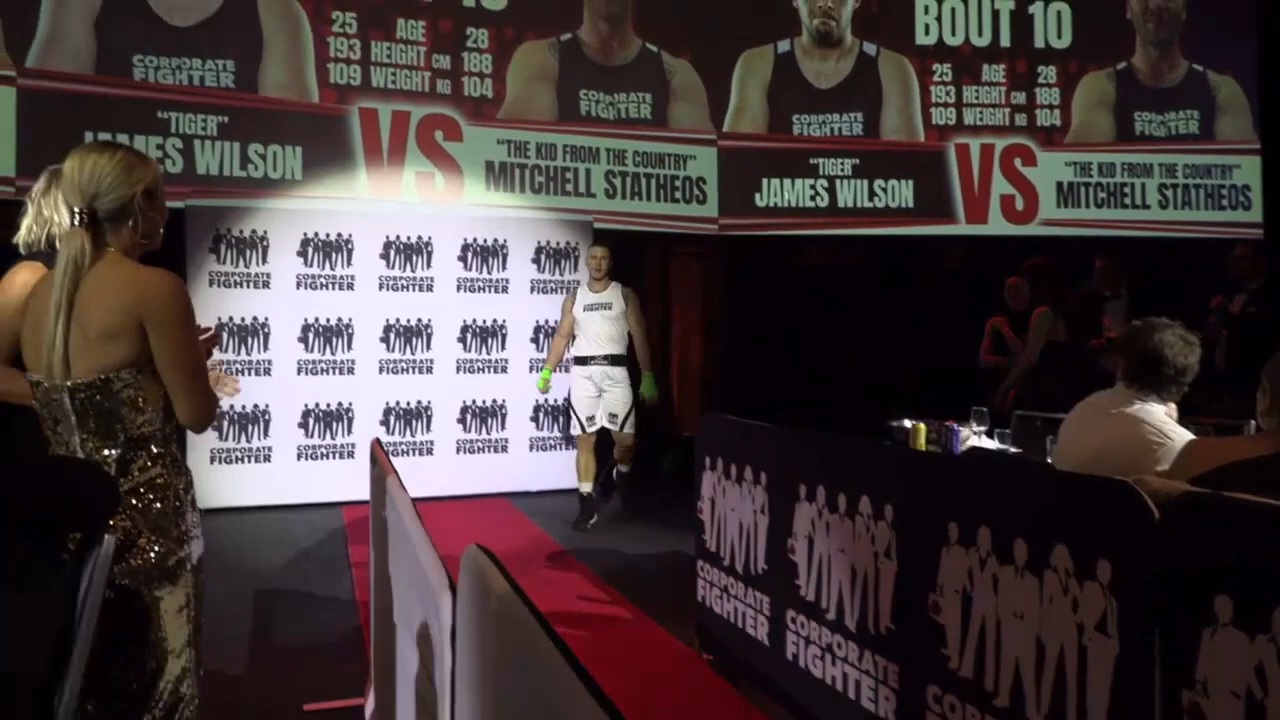 BOUT 10
25 AGE 28
193 HEIGHT CM 188
109 WEIGHT KG 104
CORPORATE
FIGHTER
CORPORATE
FIGHTER
"TIGER"
JAMES WILSON
VS
"THE KID FROM THE COUNTRY"
MITCHELL STATHEOS
25 AGE 28
193 HEIGHT CM 188
109 WEIGHT KG 104
CORPORATE
FIGHTER
CORPORATE
FIGHTER
"TIGER"
JAMES WILSON
VS
"THE KID FROM THE COUNTRY"
MITCHELL STATHEOS
CORPORATE
FIGHTER
CORPORATE
FIGHTER
CORPORATE
FIGHTER
CORPORATE
FIGHTER
CORPORATE
FIGHTER
CORPORATE
FIGHTER
CORPORATE
FIGHTER
CORPORATE
FIGHTER
CORPORATE
FIGHTER
CORPORATE
FIGHTER
CORPORATE
FIGHTER
CORPORATE
FIGHTER
CORPORATE
FIGHTER
CORPORATE
FIGHTER
CORPORATE
FIGHTER
CORPORATE
FIGHTER
CORPORATE
FIGHTER
CORPORATE
FIGHTER